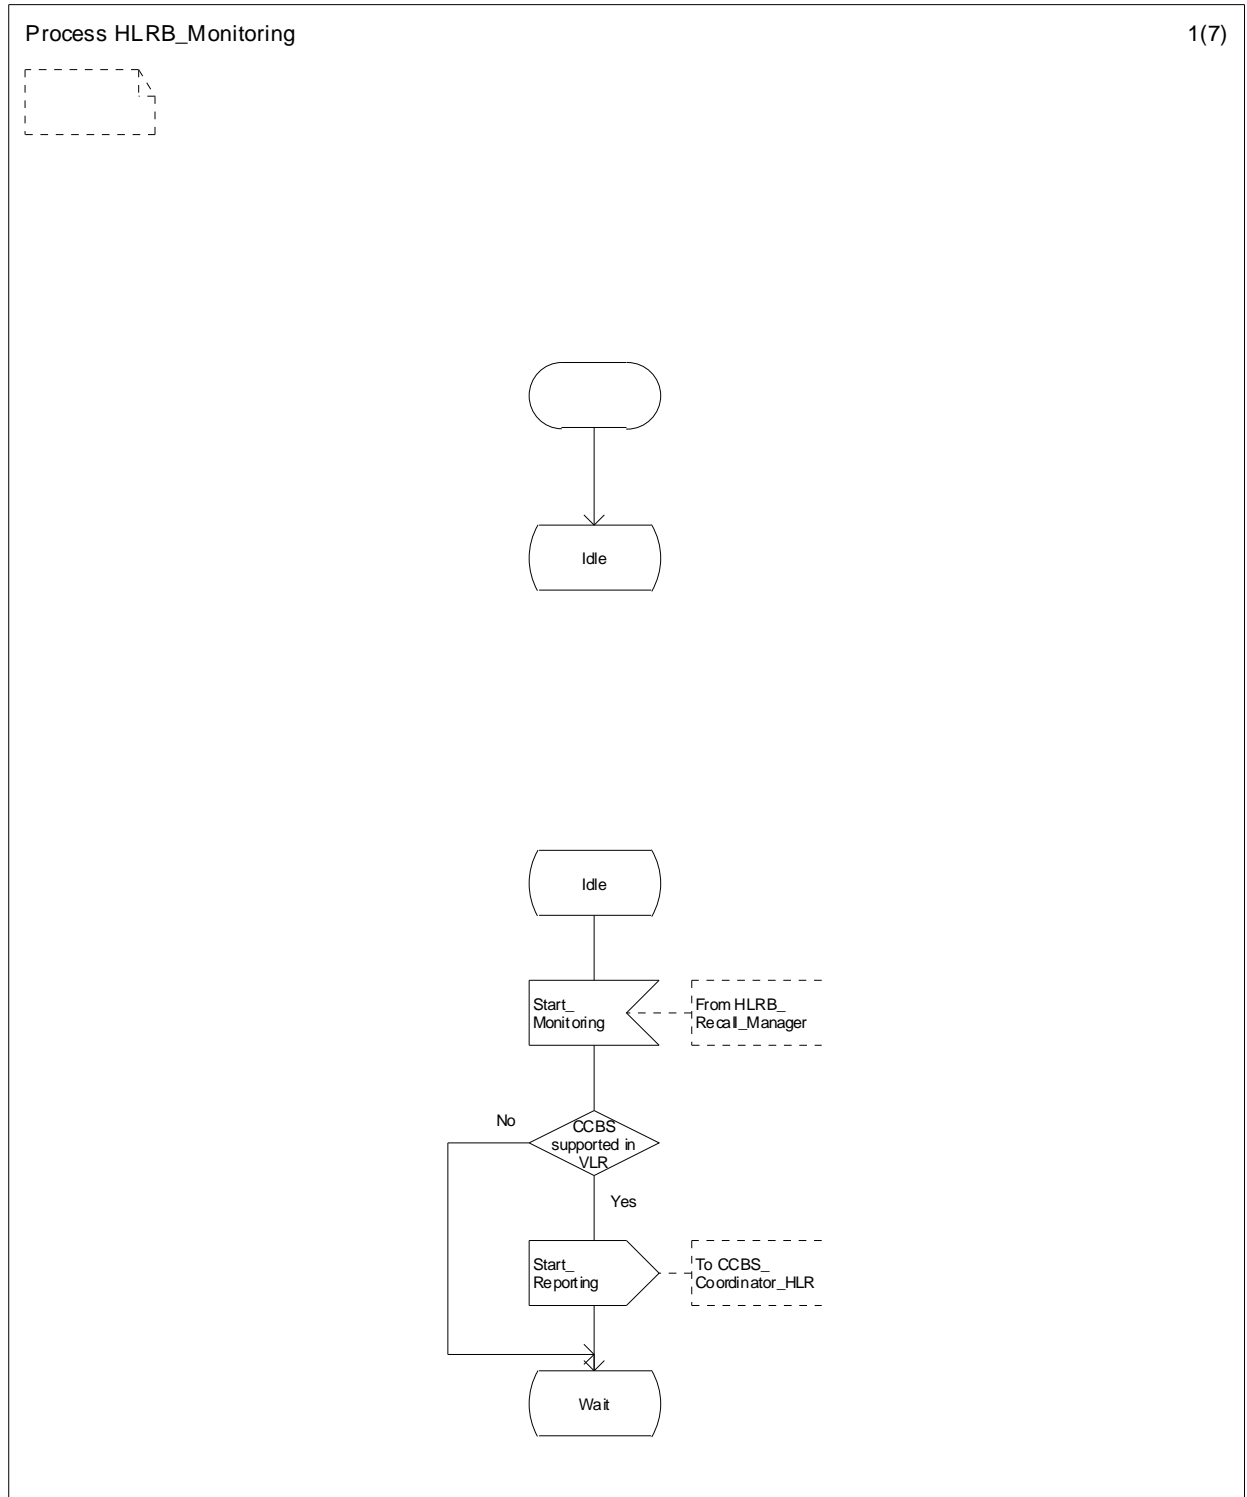 Process HLRB_Monitoring
1(7)
Idle
Idle
Start_
Monitoring
From HLRB_
Recall_Manager
No
CCBS
supported in
VLR
Yes
Start_
Reporting
To CCBS_
Coordinator_HLR
Wait